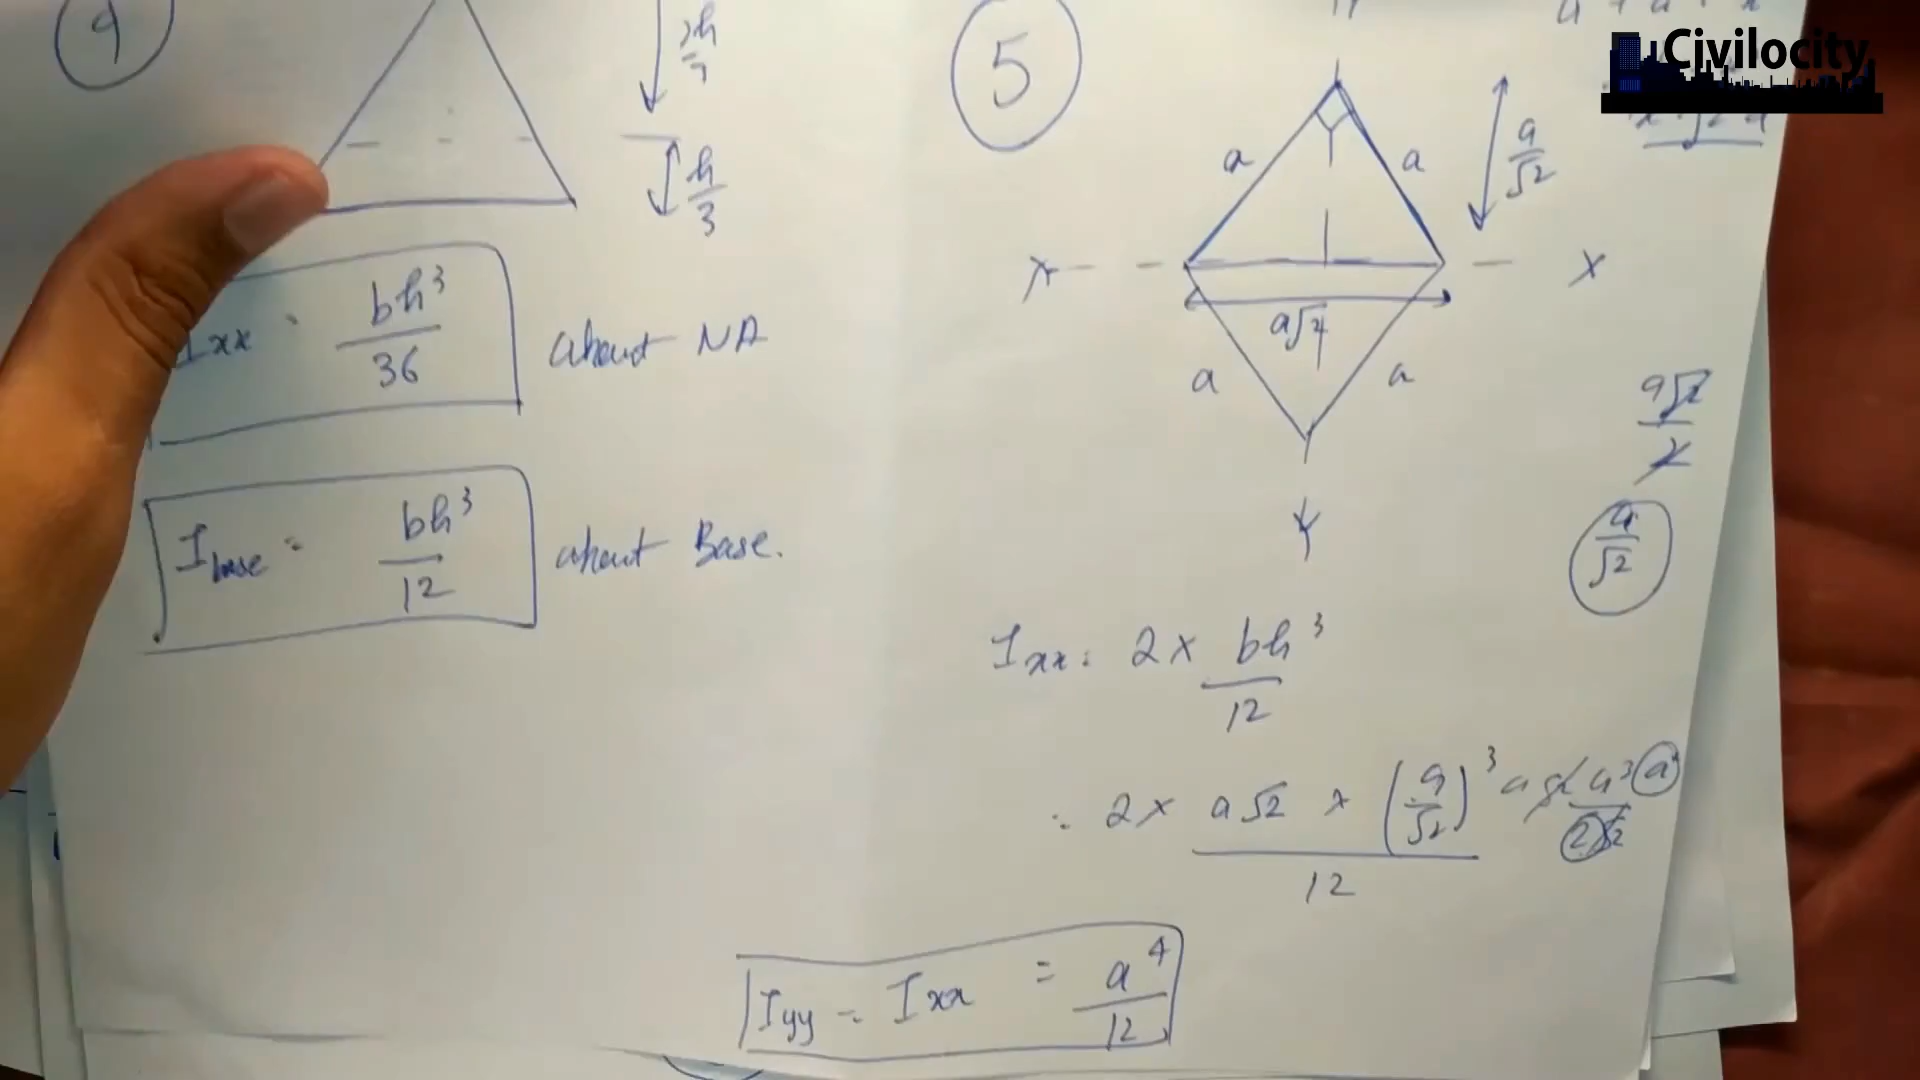 4
2h
h/3
Ixx = bh³/36 about NA
Ibase = bh³/12 about Base.
5
Civilocity
a a
a/√2
X X
a√2
a a
Y
a√2/2
a/√2
Ixx = 2 x bh³/12
= 2 x a√2 x (a/√2)³/12
Iyy = Ixx = a⁴/12